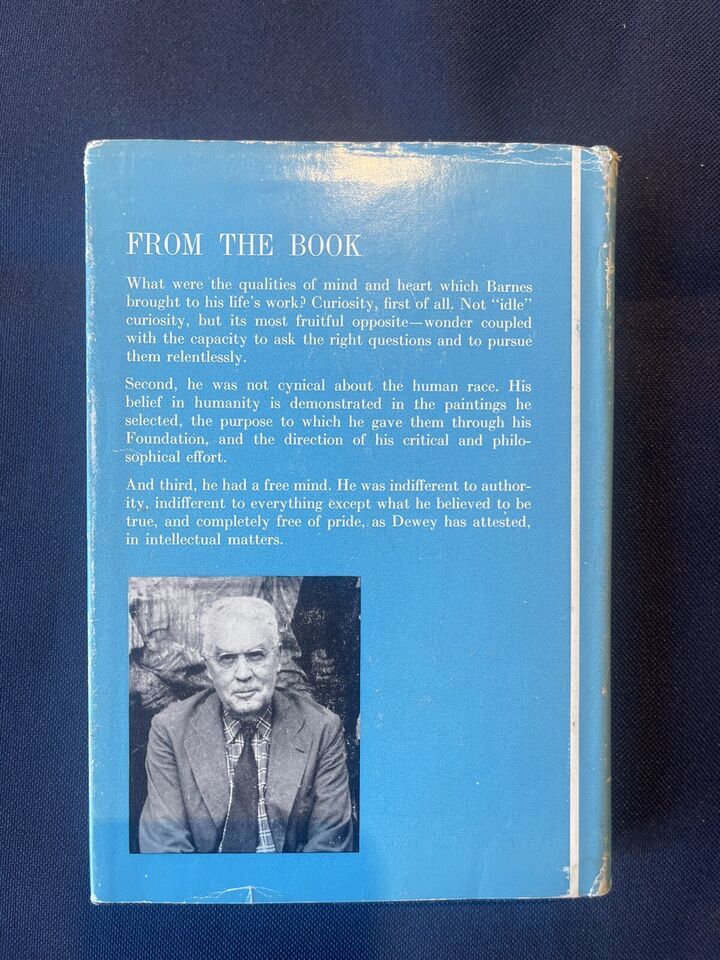 FROM THE BOOK
What were the qualities of mind and heart which Barnes
brought to his life's work? Curiosity, first of all. Not "idle"
curiosity, but its most fruitful opposite—wonder coupled
with the capacity to ask the right questions and to pursue
them relentlessly.
Second, he was not cynical about the human race. His
belief in humanity is demonstrated in the paintings he
selected, the purpose to which he gave them through his
Foundation, and the direction of his critical and philo-
sophical effort.
And third, he had a free mind. He was indifferent to author-
ity, indifferent to everything except what he believed to be
true, and completely free of pride, as Dewey has attested,
in intellectual matters.